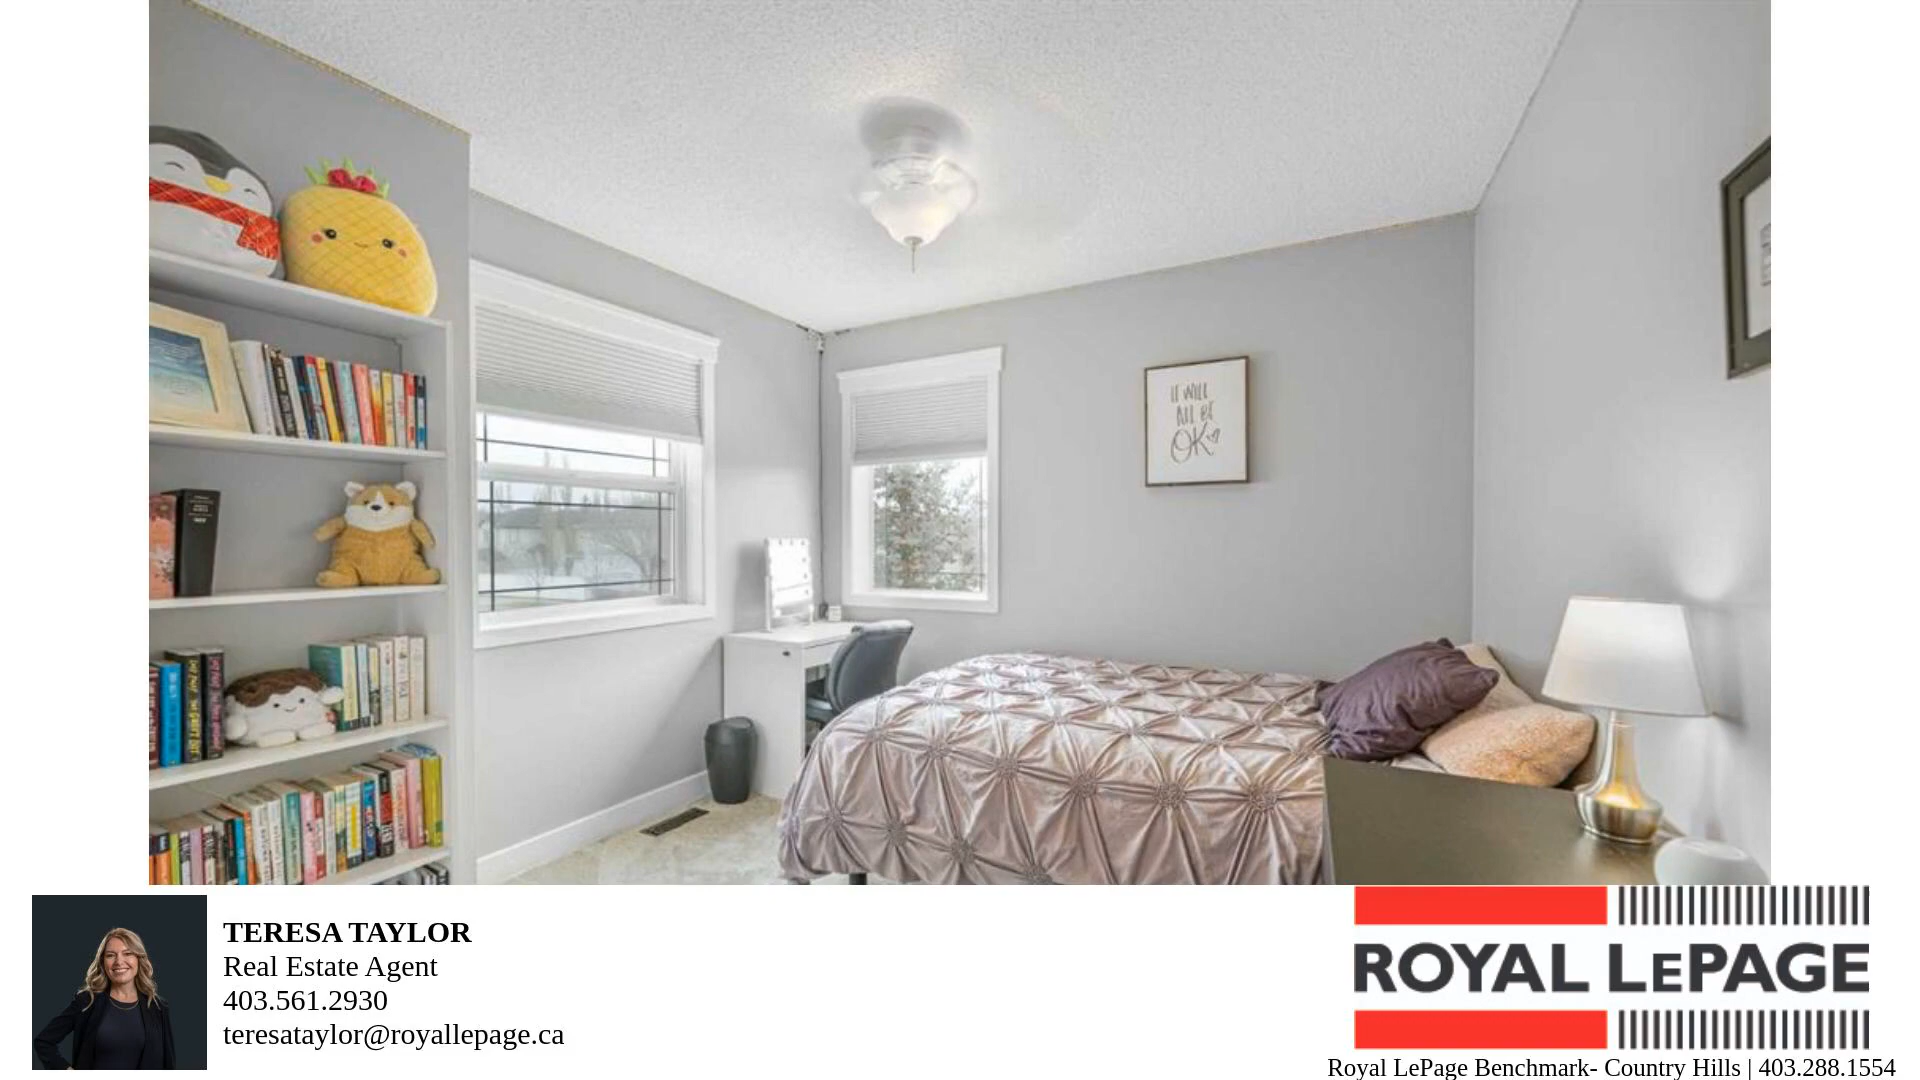 IT WILL
ALL BE
OK
TERESA TAYLOR
Real Estate Agent
403.561.2930
teresataylor@royallepage.ca
ROYAL LEPAGE
Royal LePage Benchmark- Country Hills | 403.288.1554